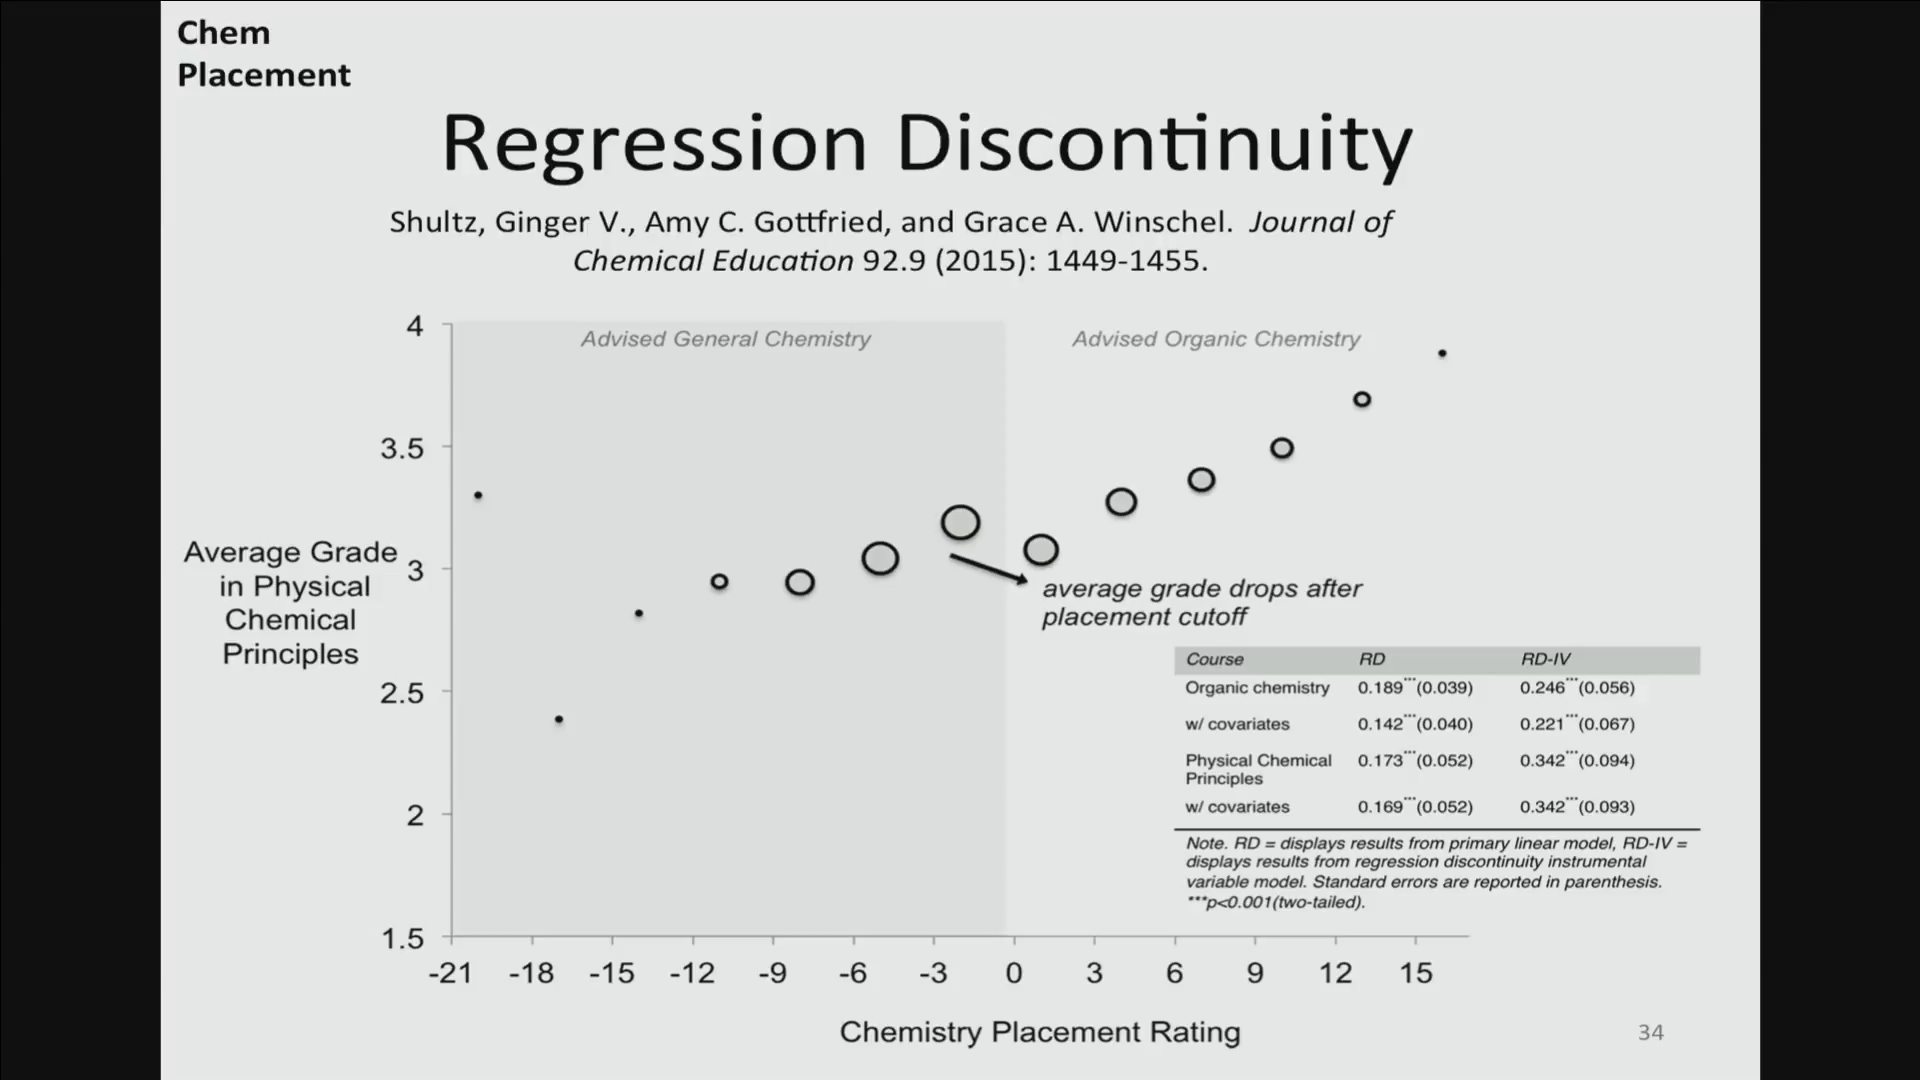 Chem
Placement
Regression Discontinuity
Shultz, Ginger V., Amy C. Gottfried, and Grace A. Winschel. Journal of
Chemical Education 92.9 (2015): 1449-1455.
Advised General Chemistry
Advised Organic Chemistry
4
3.5
3
2.5
2
1.5
Average Grade
in Physical
Chemical
Principles
average grade drops after
placement cutoff
Course RD RD-IV
Organic chemistry 0.189***(0.039) 0.246***(0.056)
w/ covariates 0.142***(0.040) 0.221***(0.067)
Physical Chemical 0.173***(0.052) 0.342***(0.094)
Principles
w/ covariates 0.169***(0.052) 0.342***(0.093)
Note. RD = displays results from primary linear model, RD-IV =
displays results from regression discontinuity instrumental
variable model. Standard errors are reported in parenthesis.
***p<0.001(two-tailed).
-21 -18 -15 -12 -9 -6 -3 0 3 6 9 12 15
Chemistry Placement Rating
34